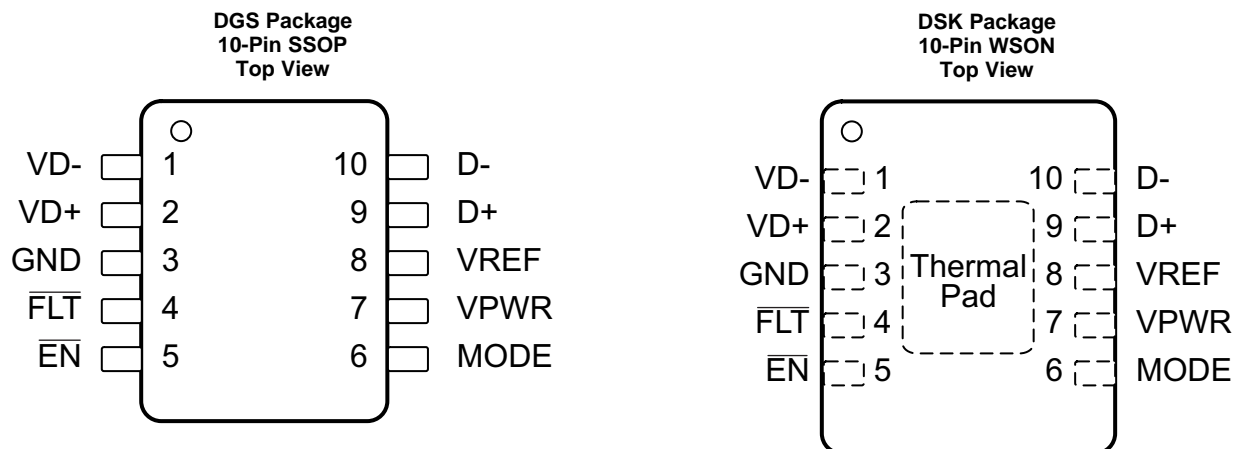 DGS Package
10-Pin SSOP
Top View
VD- 1 10 D-
VD+ 2 9 D+
GND 3 8 VREF
FLT 4 7 VPWR
EN 5 6 MODE
DSK Package
10-Pin WSON
Top View
VD- 1 10 D-
VD+ 2 9 D+
GND 3 8 VREF
FLT 4 7 VPWR
EN 5 6 MODE
Thermal
Pad